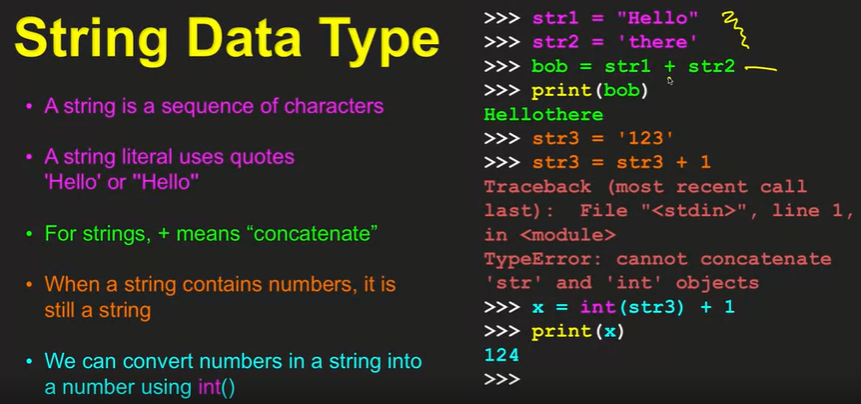 String Data Type
• A string is a sequence of characters
• A string literal uses quotes
'Hello' or "Hello"
• For strings, + means “concatenate”
• When a string contains numbers, it is
still a string
• We can convert numbers in a string into
a number using int()
>>> str1 = "Hello"
>>> str2 = 'there'
>>> bob = str1 + str2
>>> print(bob)
Hellothere
>>> str3 = '123'
>>> str3 = str3 + 1
Traceback (most recent call
last):  File "<stdin>", line 1,
in <module>
TypeError: cannot concatenate
'str' and 'int' objects
>>> x = int(str3) + 1
>>> print(x)
124
>>>